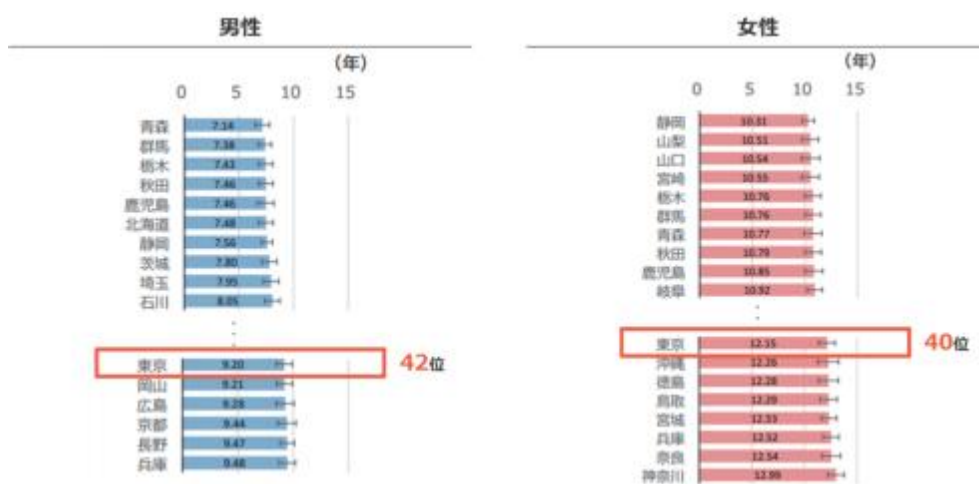 男性
(年)
0 5 10 15
青森 7.14
群馬 7.38
栃木 7.43
秋田 7.46
鹿児島 7.46
北海道 7.48
静岡 7.56
茨城 7.80
埼玉 7.95
石川 8.05
東京 9.20 42位
岡山 9.21
広島 9.28
京都 9.44
長野 9.47
兵庫 9.48
女性
(年)
0 5 10 15
静岡 10.31
山梨 10.51
山口 10.54
宮崎 10.55
栃木 10.76
群馬 10.76
青森 10.77
秋田 10.79
鹿児島 10.85
岐阜 10.92
東京 12.15 40位
沖縄 12.26
徳島 12.28
鳥取 12.29
宮城 12.33
兵庫 12.52
奈良 12.54
神奈川 12.99